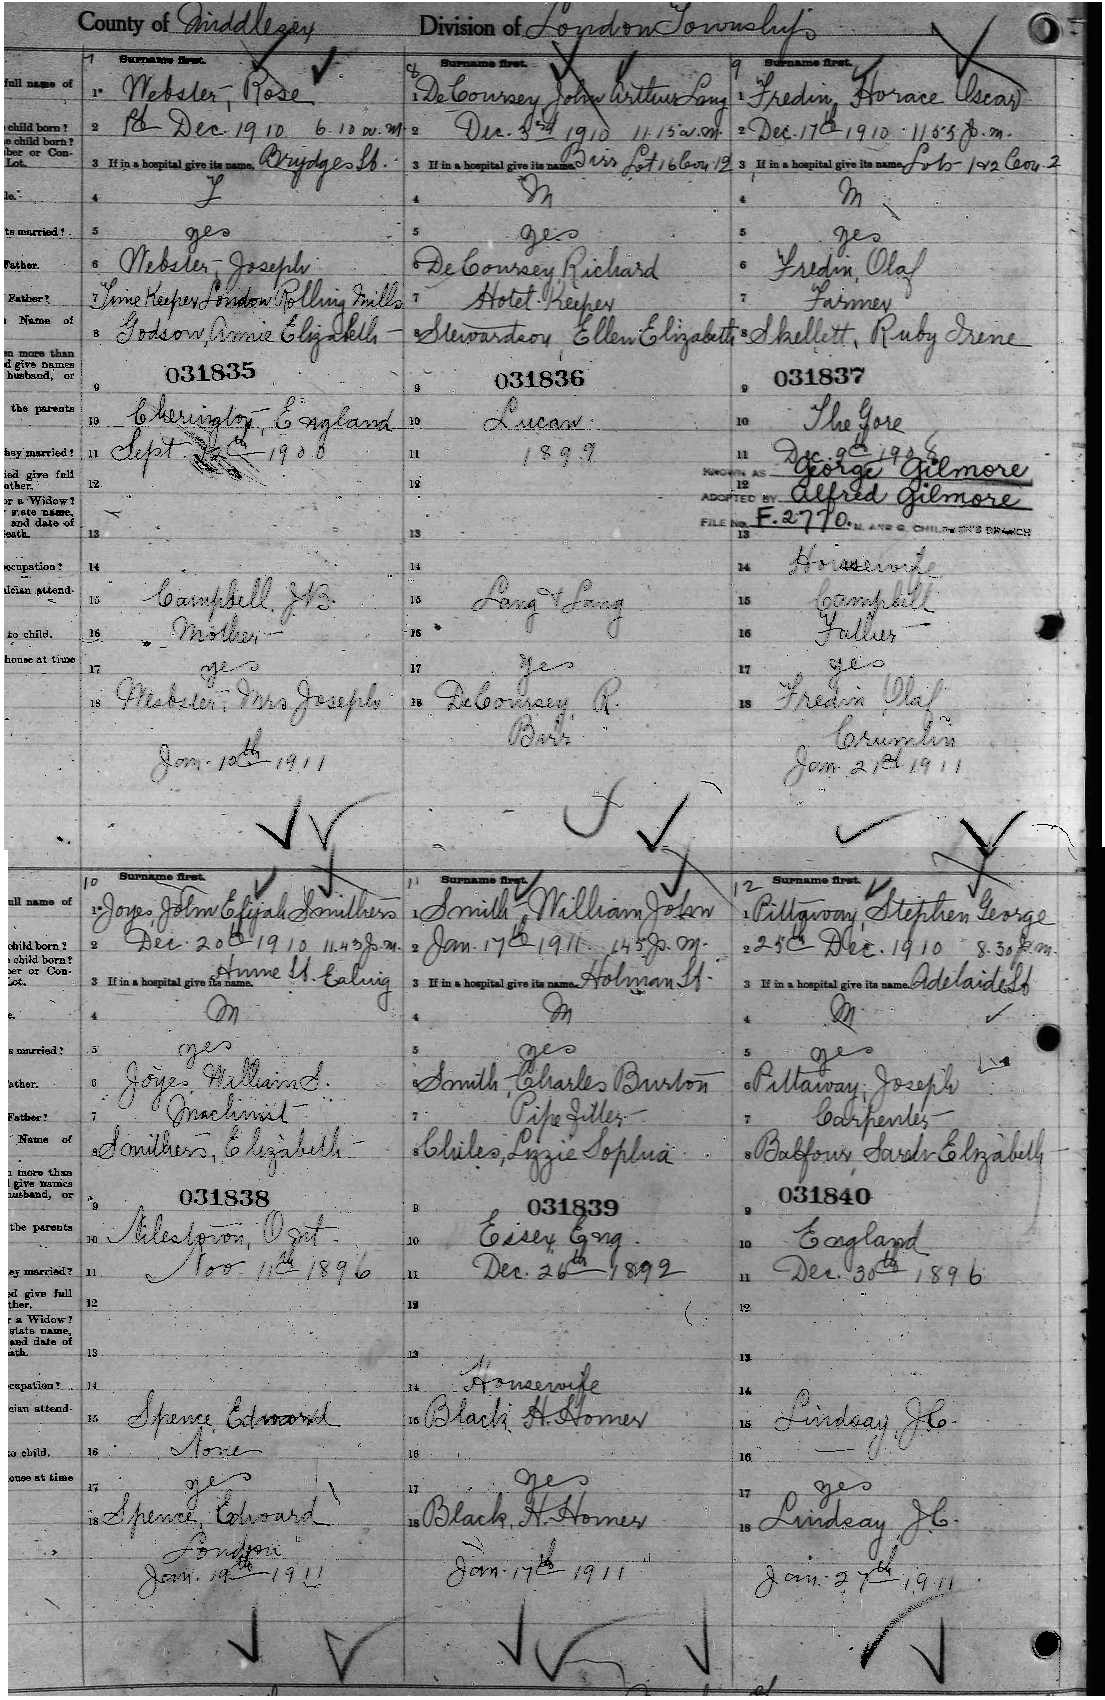 County of Middlesex Division of London Township
7 Surname first. 8 Surname first. 9 Surname first.
full name of 1 Webster, Rose 1 DeCoursey, John Arthur Lang 1 Fredin, Horace Oscar
child born? 2 Dec. 1910 6.10 a.m. 2 Dec. 3rd 1910 11.15 a.m. 2 Dec. 17th 1910 11.55 p.m.
e child born?
ber or Con-
Lot. 3 If in a hospital give its name. Brydges St. 3 If in a hospital give its name. Birr Lot 16 Con 12 3 If in a hospital give its name. Lots 1&2 Con. 2
le. 4 F 4 M 4 M
ts married? 5 yes 5 yes 5 yes
Father. 6 Webster, Joseph 6 DeCoursey, Richard 6 Fredin, Olaf
Father? 7 Time Keeper London Rolling Mills 7 Hotel Keeper 7 Farmer
Name of 8 Godson, Annie Elizabeth 8 Stewardson, Ellen Elizabeth 8 Skellett, Ruby Irene
en more than
d give names
husband, or
9 031835 9 031836 9 031837
the parents 10 Cherington, England 10 Lucan. 10 The Gore
hey married? 11 Sept. 1900 11 1899 11 Dec. 9th 1908
ied give full
ather. 12 12 12
KNOWN AS George Gilmore
ADOPTED BY Alfred Gilmore
FILE No. F.2770. CHILDREN'S BRANCH
or a Widow?
state name,
and date of
eath. 13 13 13
occupation? 14 14 14 Housewife
ician attend- 15 Campbell, J.B. 15 Lang & Lang 15 Campbell
to child. 16 Mother 16 16 Father
house at time 17 yes 17 Yes 17 yes
18 Webster, Mrs Joseph 18 DeCoursey, R. 18 Fredin, Olaf
Birr Crumlin
Jan. 1911 Jan. 21st 1911
10 Surname first. 11 Surname first. 12 Surname first.
full name of 1 Joyes, John Elijah Smithers 1 Smith, William John 1 Pittaway, Stephen George
child born? 2 Dec. 20th 1910 11.43 p.m. 2 Jan. 17th 1911. 1.45 p.m. 2 25th Dec. 1910 8.30 p.m.
e child born?
ber or Con-
Lot. 3 If in a hospital give its name. Hume St. Ealing 3 If in a hospital give its name. Holman St. 3 If in a hospital give its name. Adelaide St
e. 4 M 4 M 4 M
s married? 5 yes 5 yes 5 yes
ather. 6 Joyes, William S. 6 Smith, Charles Burton 6 Pittaway, Joseph
Father? 7 Machinist 7 Pipe Fitter 7 Carpenter
Name of 8 Smithers, Elizabeth 8 Chiles, Lizzie Sophia 8 Balfour, Sarah Elizabeth
n more than
give names
husband, or
9 031838 9 031839 9 031840
the parents 10 Nilestown, Ont. 10 Essex Eng. 10 England
ey married? 11 Nov. 11th 1896 11 Dec. 26th 1892 11 Dec. 30th 1896
ed give full
ther. 12 12 12
r a Widow?
state name,
and date of
ath. 13 13 13
ccupation? 14 14 Housewife 14
cian attend- 15 Spence, Edward 15 Black, H. Homer 15 Lindsay, J.C.
to child. 16 None 16 16 —
ouse at time 17 yes 17 yes 17 yes
18 Spence, Edward 18 Black, H. Homer 18 Lindsay, J.C.
London
Jan. 19th 1911 Jan. 17th 1911 Jan. 27th 1911